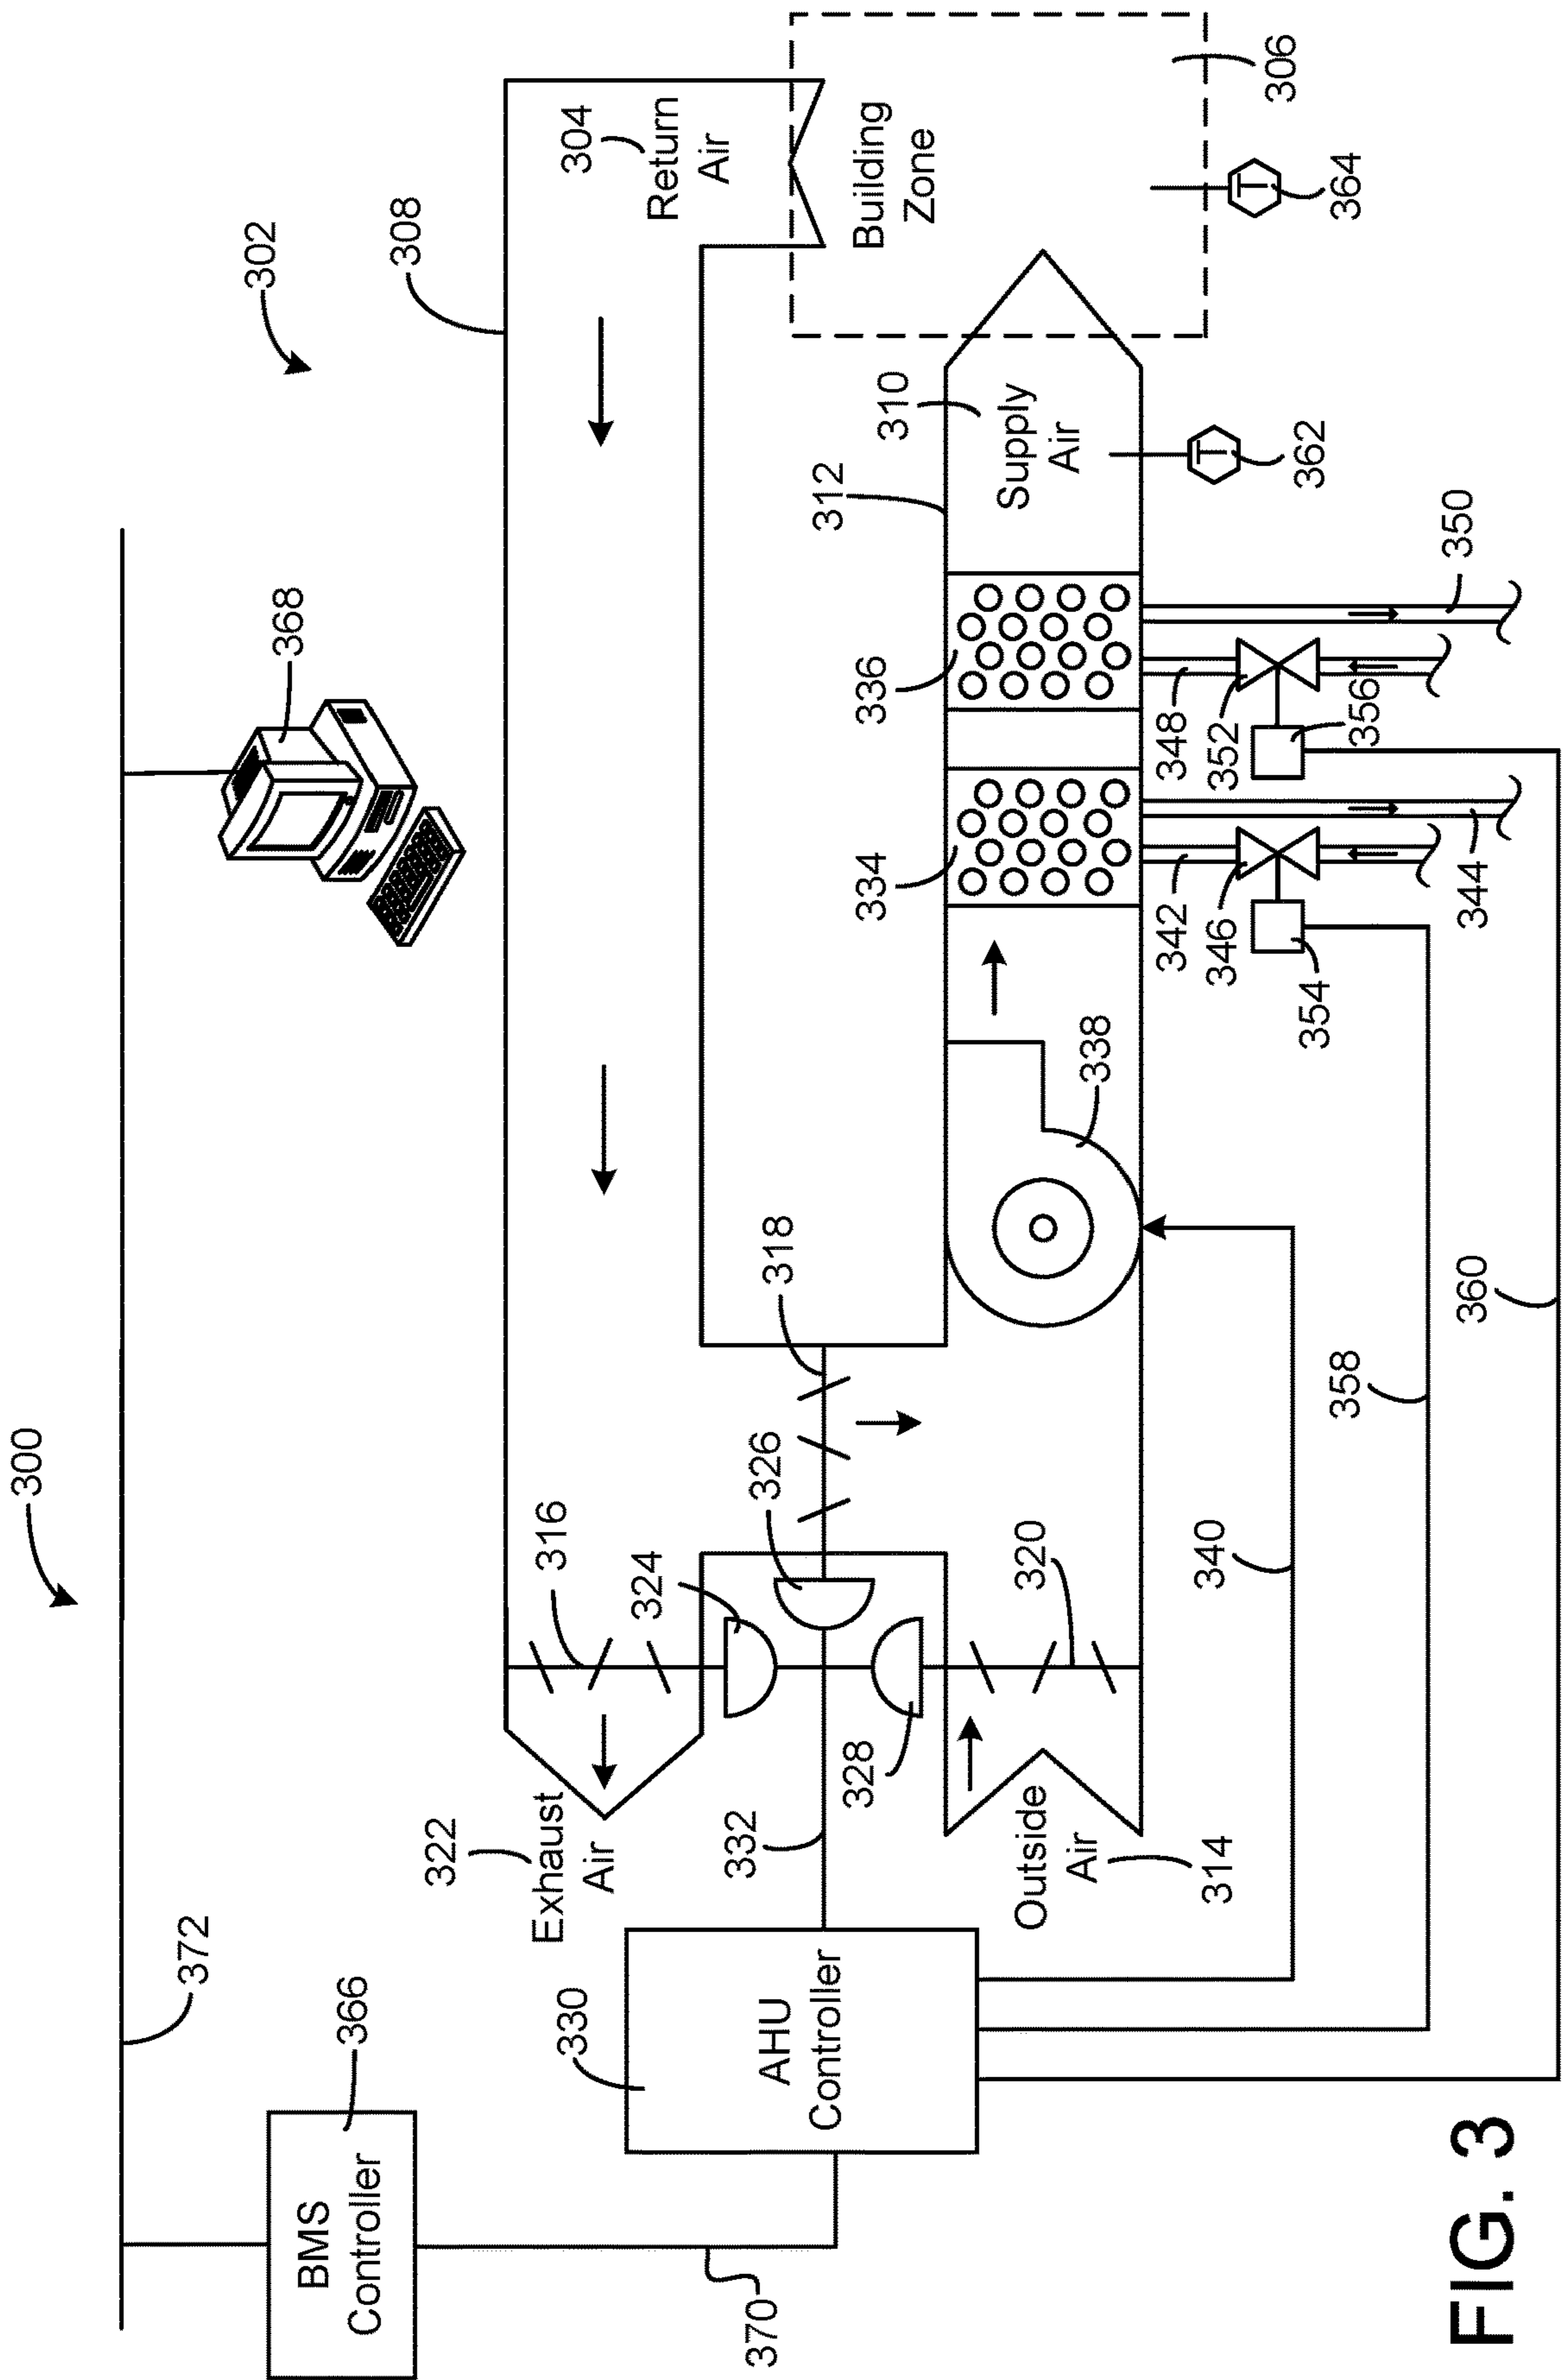 300
372
366
BMS
Controller
370
368
302
308
304
Return
Air
Building
Zone
306
364
322
Exhaust
Air
316
324
326
318
330
AHU
Controller
332
328
Outside
Air
314
320
338
334
336
312
310
Supply
Air
362
342
346
354
344
348
352
356
350
340
358
360
T
T
FIG. 3